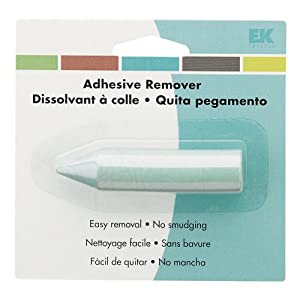 EK
Adhesive Remover
Dissolvant à colle • Quita pegamento
Easy removal • No smudging
Nettoyage facile • Sans bavure
Fácil de quitar • No mancha